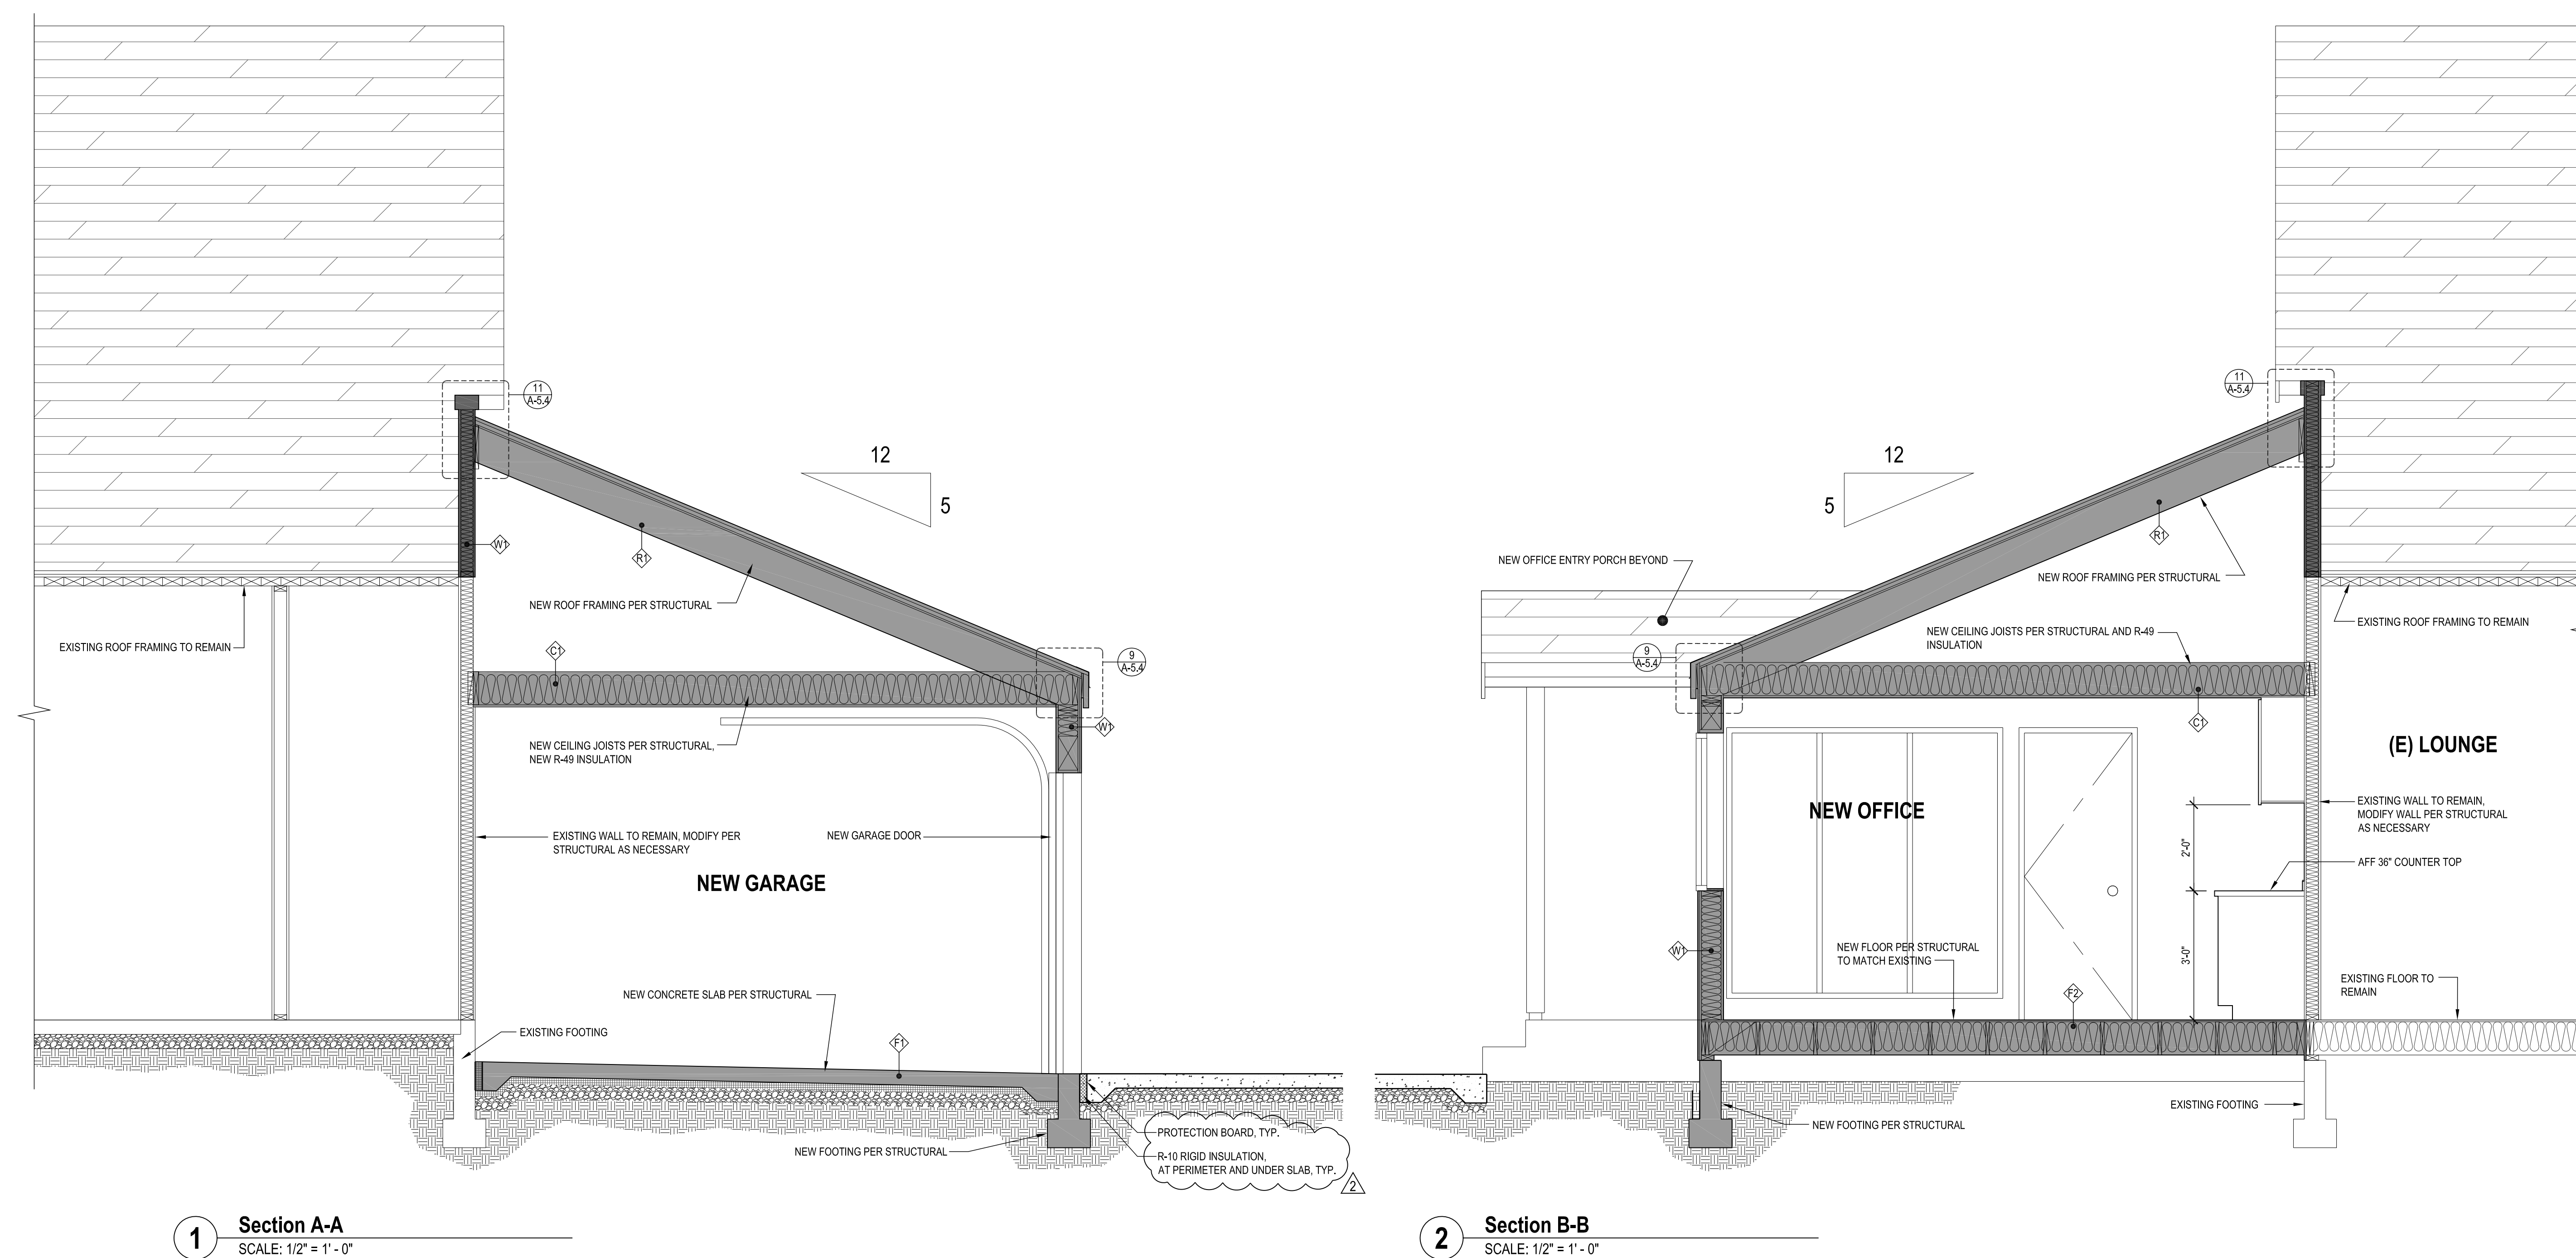 11
A-5.4
12
5
W1
R1
NEW ROOF FRAMING PER STRUCTURAL
EXISTING ROOF FRAMING TO REMAIN
C1
9
A-5.4
W1
NEW CEILING JOISTS PER STRUCTURAL,
NEW R-49 INSULATION
EXISTING WALL TO REMAIN, MODIFY PER
STRUCTURAL AS NECESSARY
NEW GARAGE DOOR
NEW GARAGE
NEW CONCRETE SLAB PER STRUCTURAL
EXISTING FOOTING
F1
PROTECTION BOARD, TYP.
NEW FOOTING PER STRUCTURAL
R-10 RIGID INSULATION,
AT PERIMETER AND UNDER SLAB, TYP.
2
1
Section A-A
SCALE: 1/2" = 1' - 0"
11
A-5.4
12
5
R1
NEW OFFICE ENTRY PORCH BEYOND
NEW ROOF FRAMING PER STRUCTURAL
EXISTING ROOF FRAMING TO REMAIN
NEW CEILING JOISTS PER STRUCTURAL AND R-49
INSULATION
9
A-5.4
C1
(E) LOUNGE
NEW OFFICE
EXISTING WALL TO REMAIN,
MODIFY WALL PER STRUCTURAL
AS NECESSARY
2'-0"
AFF 36" COUNTER TOP
W1
NEW FLOOR PER STRUCTURAL
TO MATCH EXISTING
3'-0"
F2
EXISTING FLOOR TO
REMAIN
EXISTING FOOTING
NEW FOOTING PER STRUCTURAL
2
Section B-B
SCALE: 1/2" = 1' - 0"